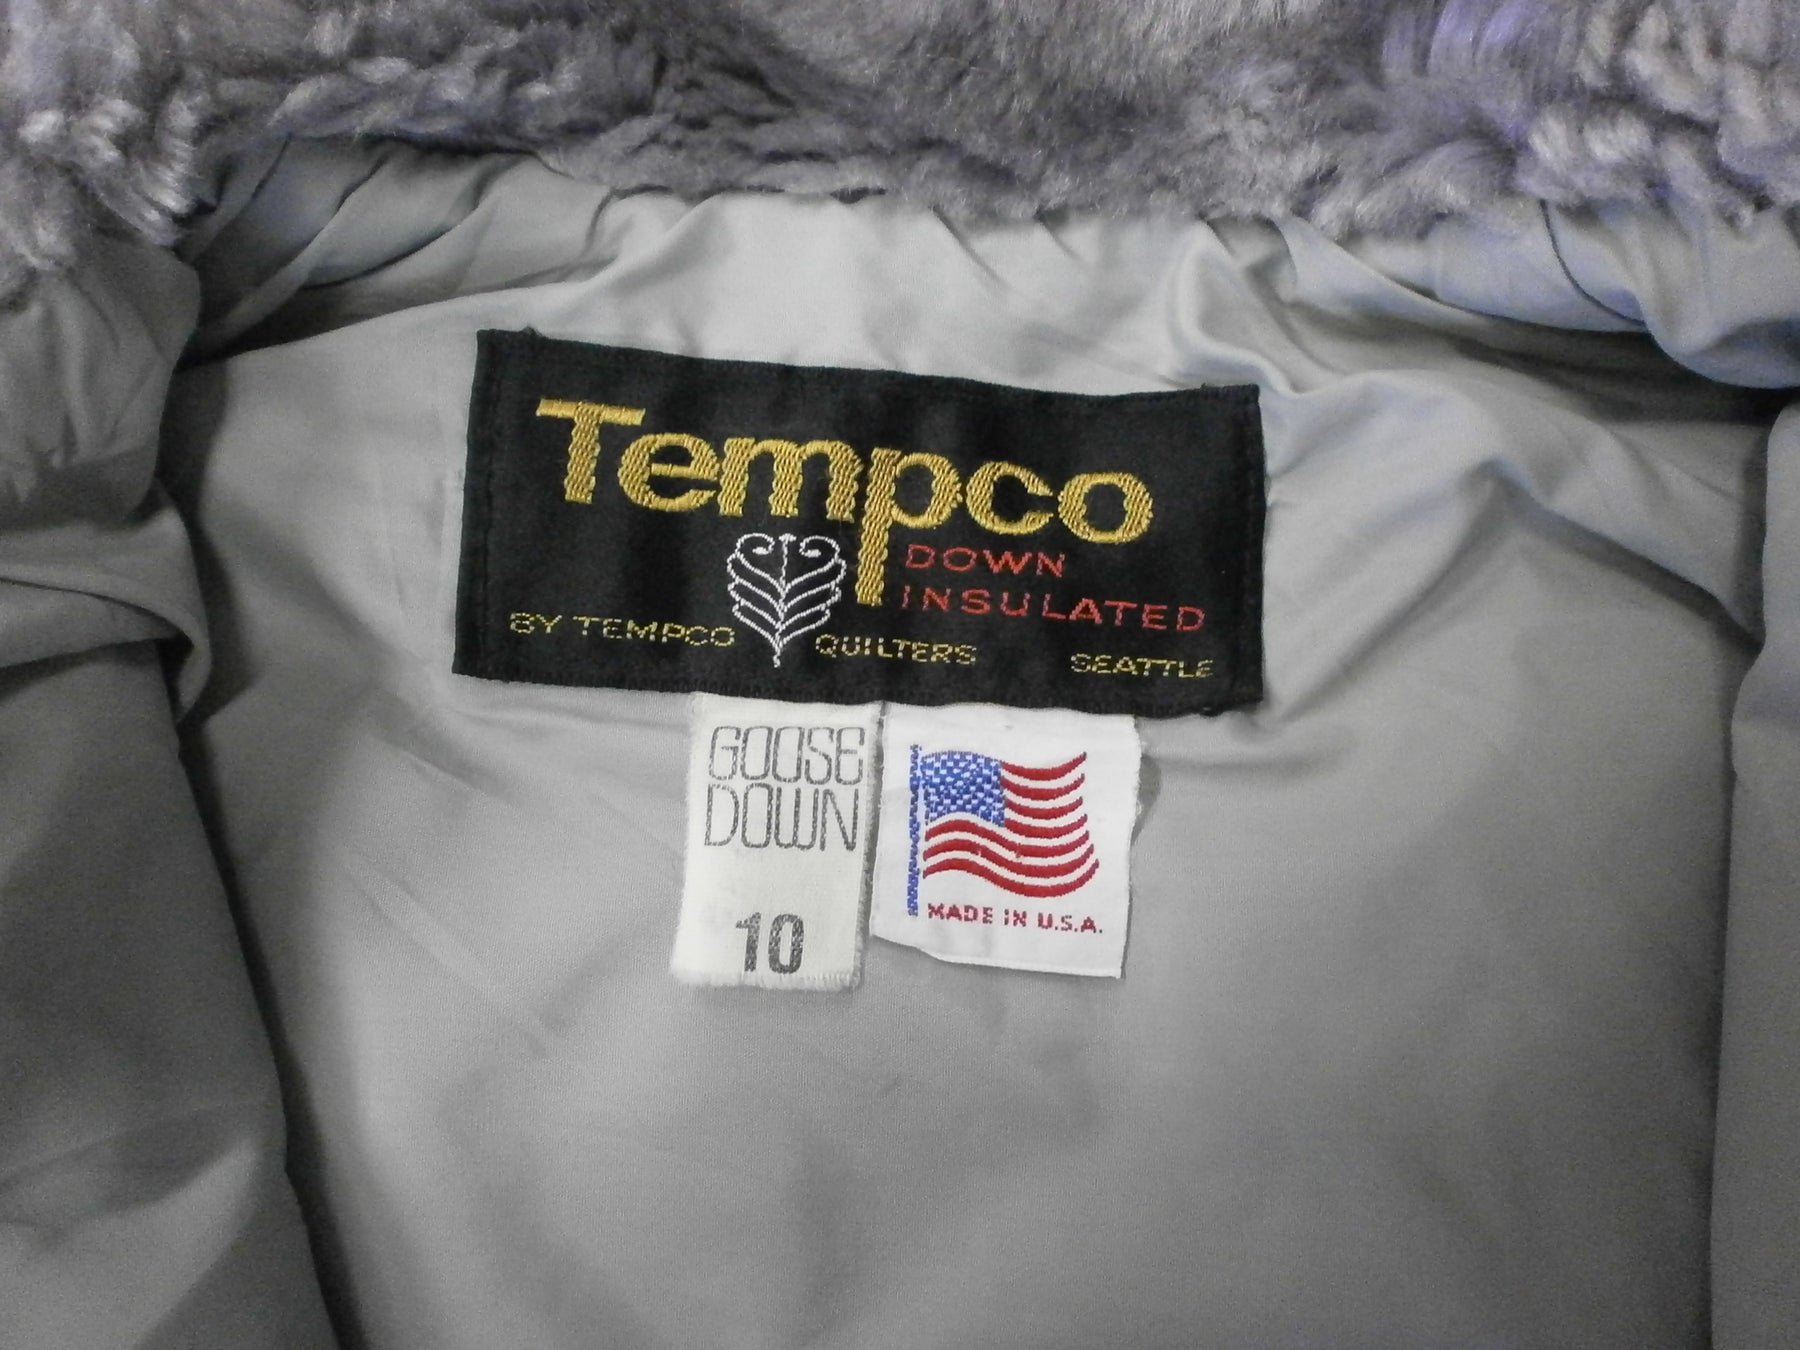 Tempco
DOWN
INSULATED
BY TEMPCO QUILTERS SEATTLE
GOOSE
DOWN
10
MADE IN U.S.A.